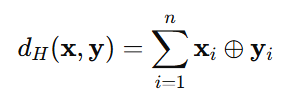 d_H(𝐱, 𝐲) = ∑_{i=1}^{n} 𝐱_i ⊕ 𝐲_i